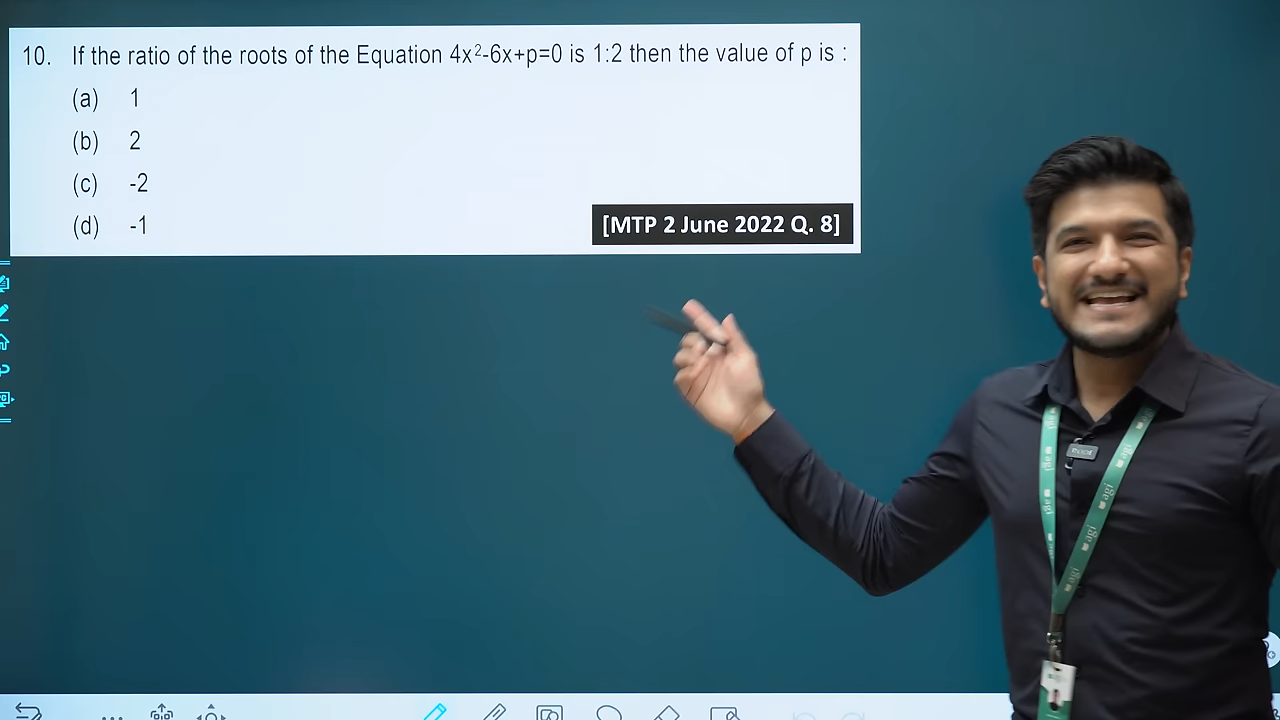 10. If the ratio of the roots of the Equation 4x²-6x+p=0 is 1:2 then the value of p is :
(a) 1
(b) 2
(c) -2
(d) -1
[MTP 2 June 2022 Q. 8]